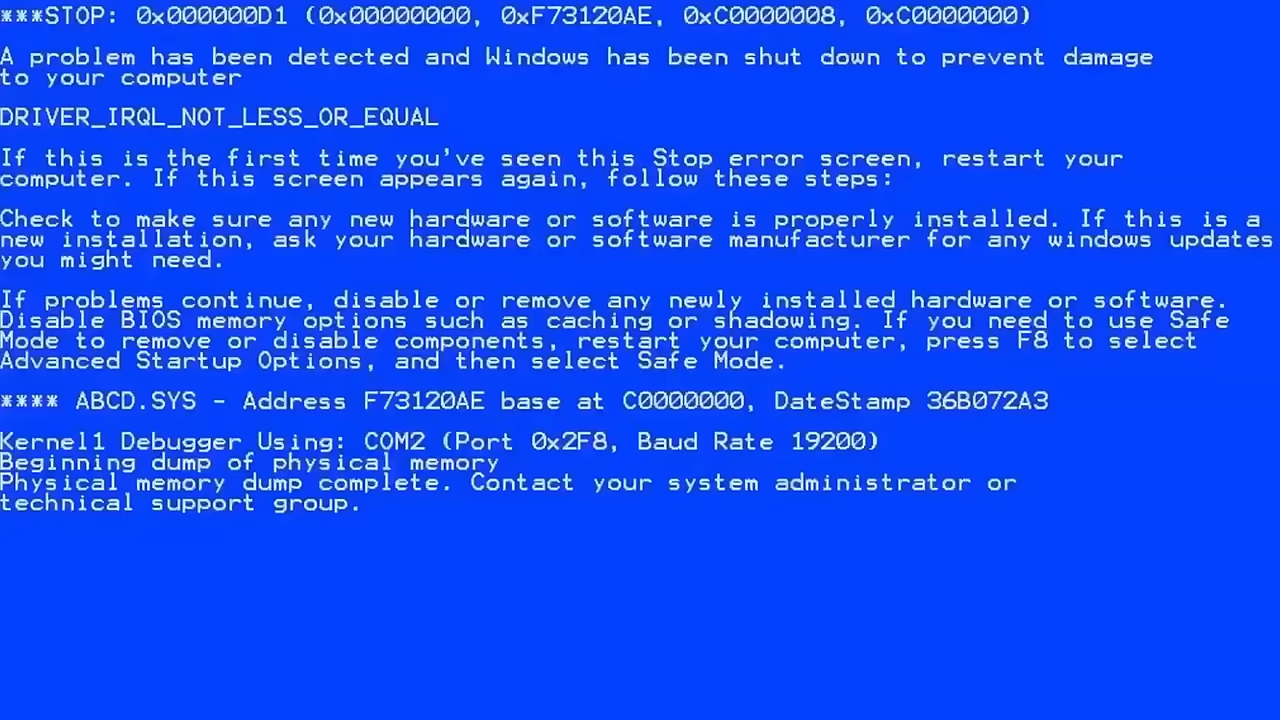 ***STOP: 0x000000D1 (0x00000000, 0xF73120AE, 0xC0000008, 0xC0000000)
A problem has been detected and Windows has been shut down to prevent damage
to your computer
DRIVER_IRQL_NOT_LESS_OR_EQUAL
If this is the first time you've seen this Stop error screen, restart your
computer. If this screen appears again, follow these steps:
Check to make sure any new hardware or software is properly installed. If this is a
new installation, ask your hardware or software manufacturer for any windows updates
you might need.
If problems continue, disable or remove any newly installed hardware or software.
Disable BIOS memory options such as caching or shadowing. If you need to use Safe
Mode to remove or disable components, restart your computer, press F8 to select
Advanced Startup Options, and then select Safe Mode.
**** ABCD.SYS - Address F73120AE base at C0000000, DateStamp 36B072A3
Kernel1 Debugger Using: COM2 (Port 0x2F8, Baud Rate 19200)
Beginning dump of physical memory
Physical memory dump complete. Contact your system administrator or
technical support group.